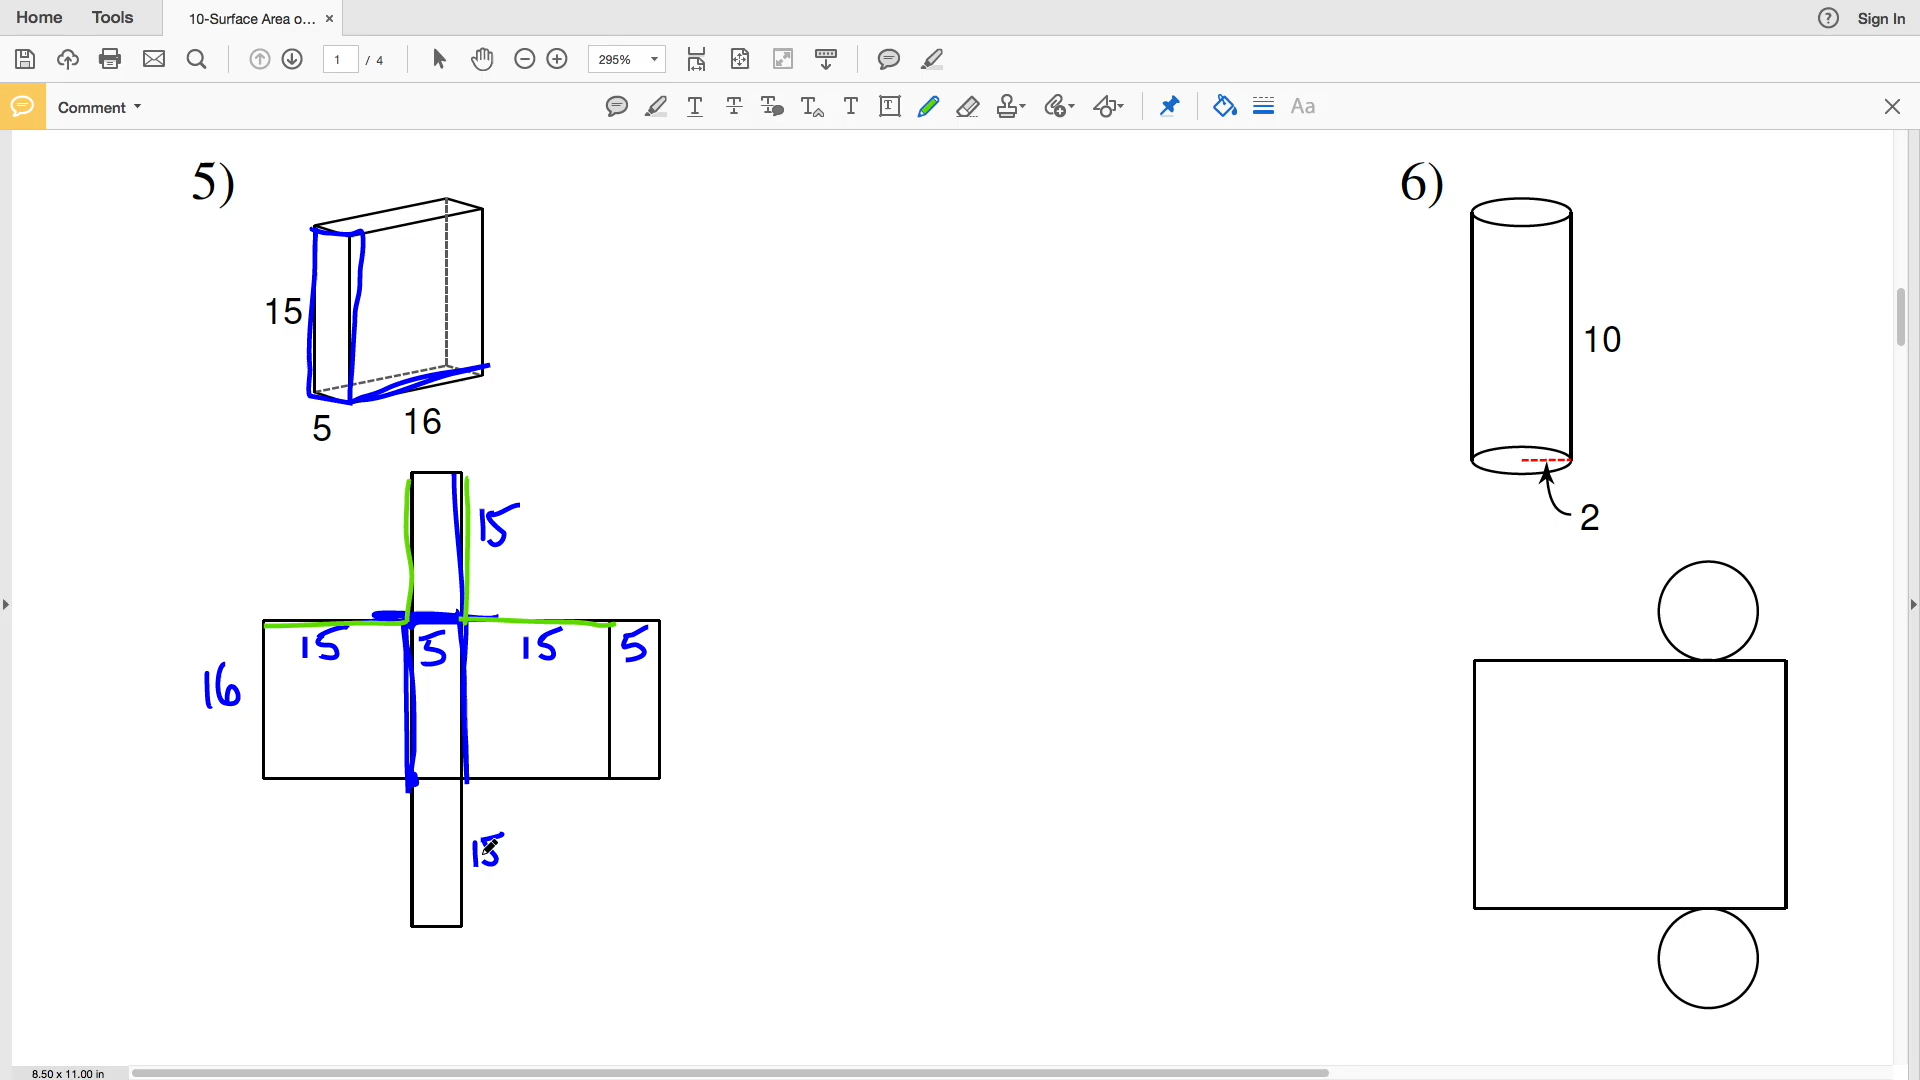 Home Tools 10-Surface Area o... × ? Sign In
1 / 4 295%
Comment T T T T T T Aa
5) 6)
15
10
5 16
2
15
15 5 15 5
16
15
8.50 x 11.00 in